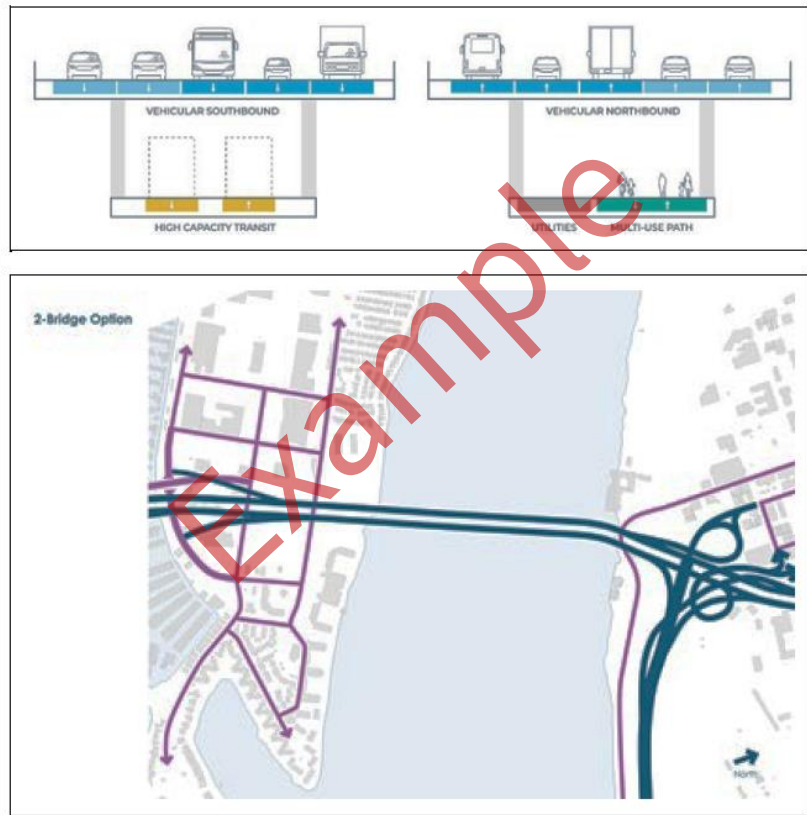 VEHICULAR SOUTHBOUND
VEHICULAR NORTHBOUND
HIGH CAPACITY TRANSIT
UTILITIES
MULTI-USE PATH
Example
2-Bridge Option
North